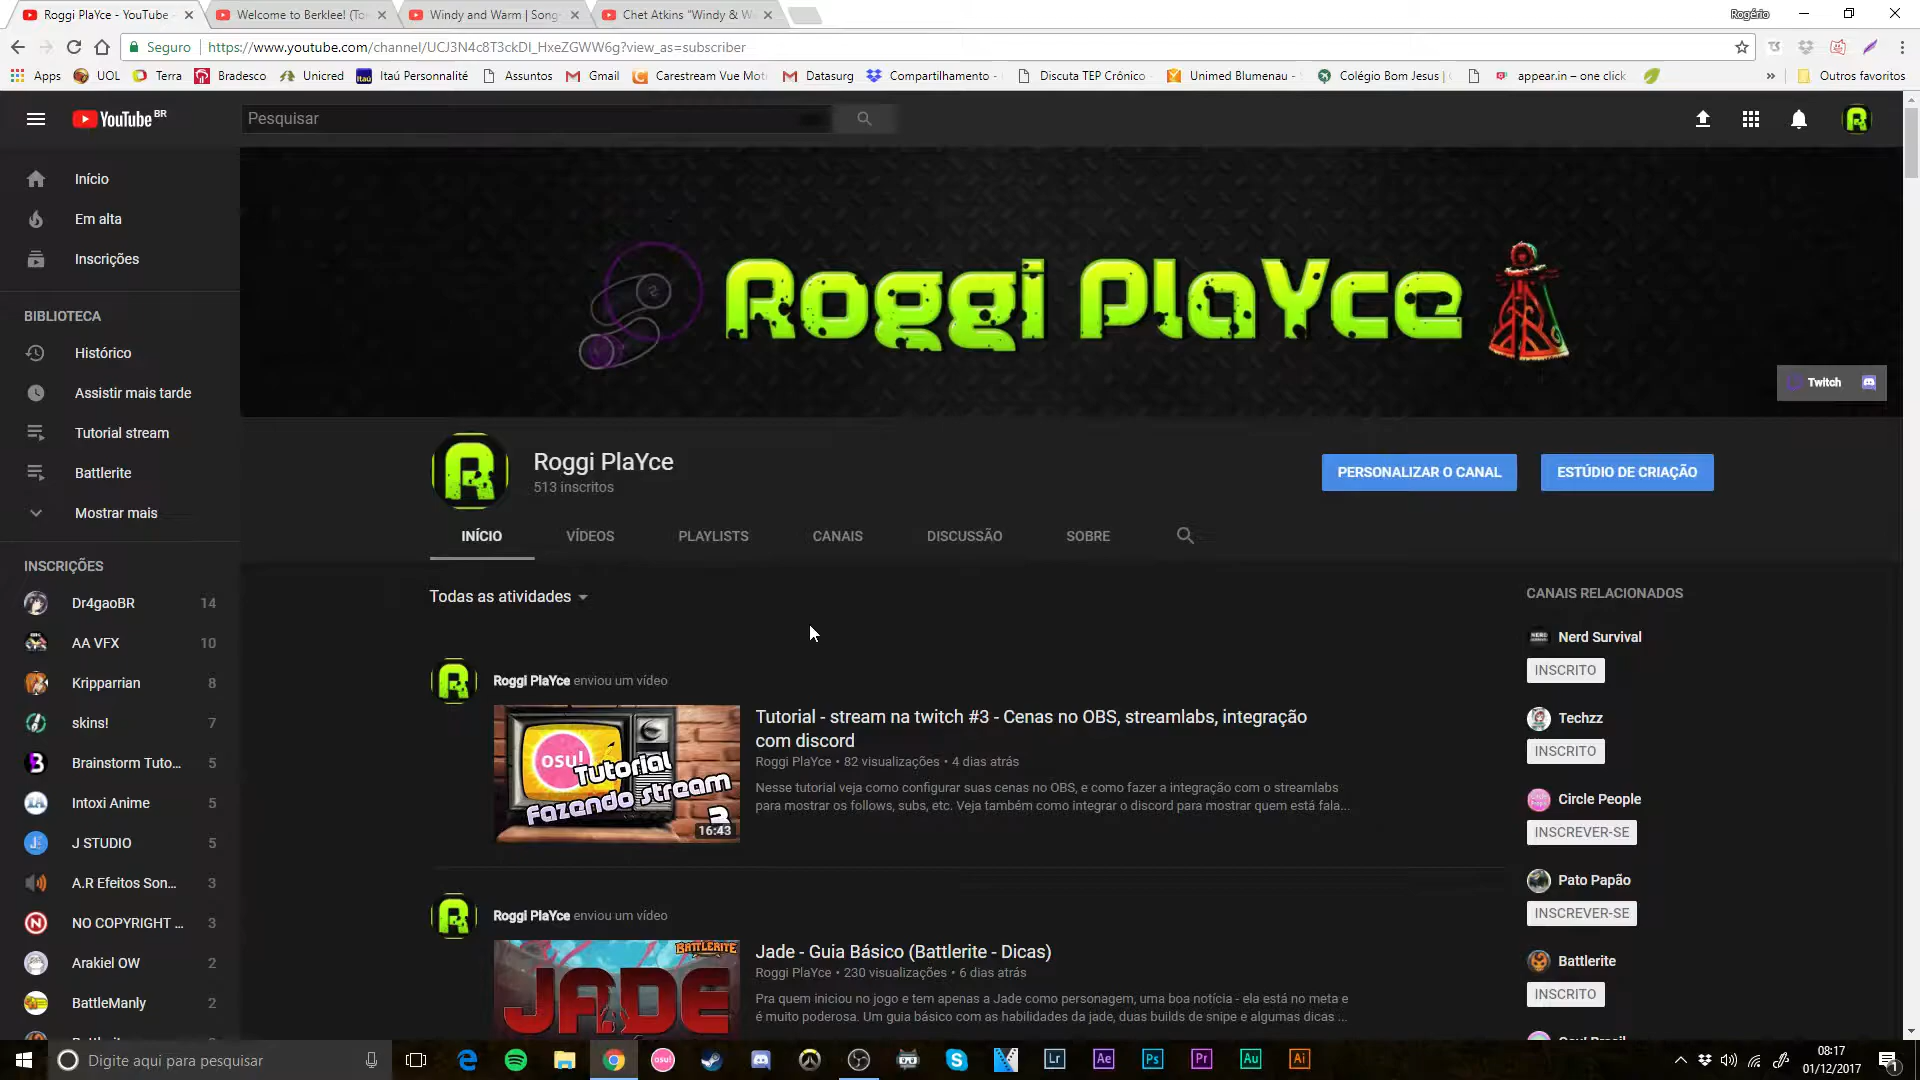 Roggi PlaYce - YouTube
Welcome to Berklee! (To
Windy and Warm | Song
Chet Atkins "Windy & W
Rogério
Seguro
https://www.youtube.com/channel/UCJ3N4c8T3ckDI_HxeZGWW6g?view_as=subscriber
Apps
UOL
Terra
Bradesco
Unicred
Itaú Personnalité
Assuntos
Gmail
Carestream Vue Mot
Datasurg
Compartilhamento -
Discuta TEP Crônico
Unimed Blumenau -
Colégio Bom Jesus |
appear.in – one click
»
Outros favoritos
YouTube BR
Pesquisar
Início
Em alta
Inscrições
BIBLIOTECA
Histórico
Assistir mais tarde
Tutorial stream
Battlerite
Mostrar mais
INSCRIÇÕES
Dr4gaoBR 14
AA VFX 10
Kripparrian 8
skins! 7
Brainstorm Tuto... 5
Intoxi Anime 5
J STUDIO 5
A.R Efeitos Son... 3
NO COPYRIGHT ... 3
Arakiel OW 2
BattleManly 2
2
Roggi PlaYce
Twitch
R
Roggi PlaYce
513 inscritos
PERSONALIZAR O CANAL
ESTÚDIO DE CRIAÇÃO
INÍCIO
VÍDEOS
PLAYLISTS
CANAIS
DISCUSSÃO
SOBRE
Todas as atividades
R
Roggi PlaYce enviou um vídeo
osu!
Tutorial
fazendo stream
3
16:43
Tutorial - stream na twitch #3 - Cenas no OBS, streamlabs, integração
com discord
Roggi PlaYce • 82 visualizações • 4 dias atrás
Nesse tutorial veja como configurar suas cenas no OBS, e como fazer a integração com o streamlabs
para mostrar os follows, subs, etc. Veja também como integrar o discord para mostrar quem está fala...
R
Roggi PlaYce enviou um vídeo
BATTLERITE
JADE
Jade - Guia Básico (Battlerite - Dicas)
Roggi PlaYce • 230 visualizações • 6 dias atrás
Pra quem iniciou no jogo e tem apenas a Jade como personagem, uma boa notícia - ela está no meta e
é muito poderosa. Um guia básico com as habilidades da jade, duas builds de snipe e algumas dicas ...
CANAIS RELACIONADOS
Nerd Survival
INSCRITO
Techzz
INSCRITO
Circle People
INSCREVER-SE
Pato Papão
INSCREVER-SE
Battlerite
INSCRITO
Digite aqui para pesquisar
osu!
Lr
Ae
Ps
Pr
Au
Ai
08:17
01/12/2017
1